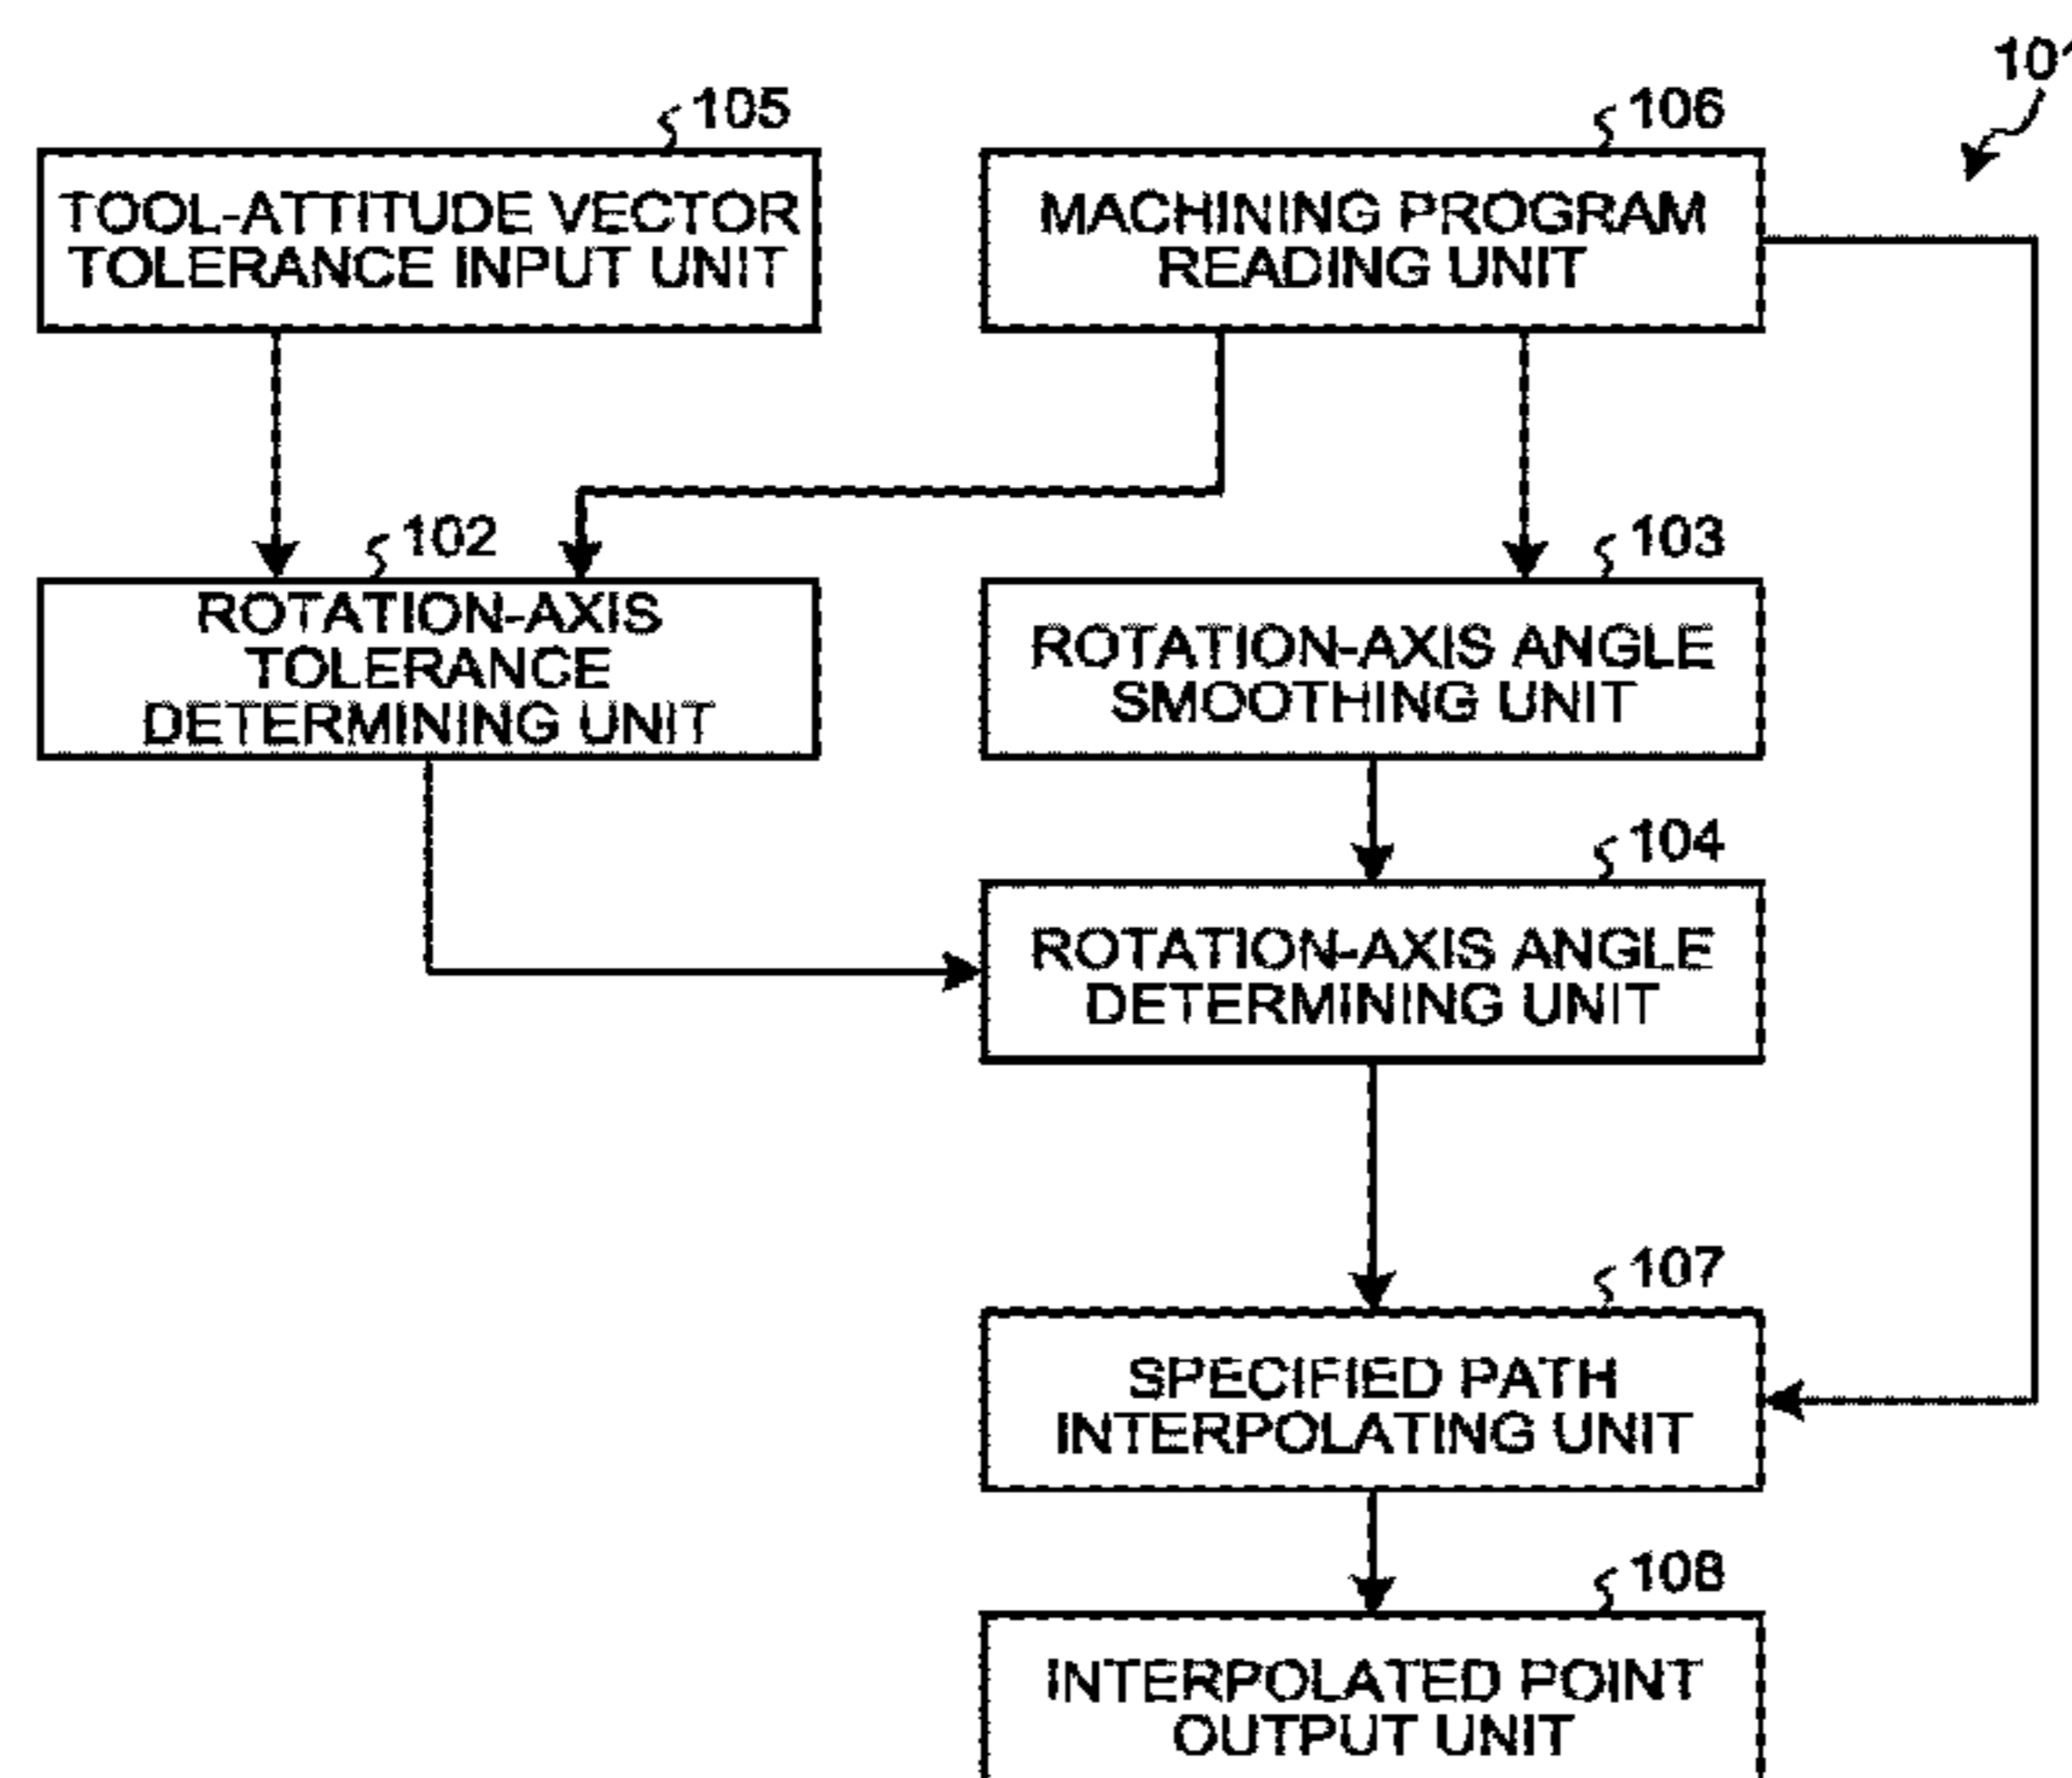 101
105
106
TOOL-ATTITUDE VECTOR
TOLERANCE INPUT UNIT
MACHINING PROGRAM
READING UNIT
102
103
ROTATION-AXIS
TOLERANCE
DETERMINING UNIT
ROTATION-AXIS ANGLE
SMOOTHING UNIT
104
ROTATION-AXIS ANGLE
DETERMINING UNIT
107
SPECIFIED PATH
INTERPOLATING UNIT
108
INTERPOLATED POINT
OUTPUT UNIT